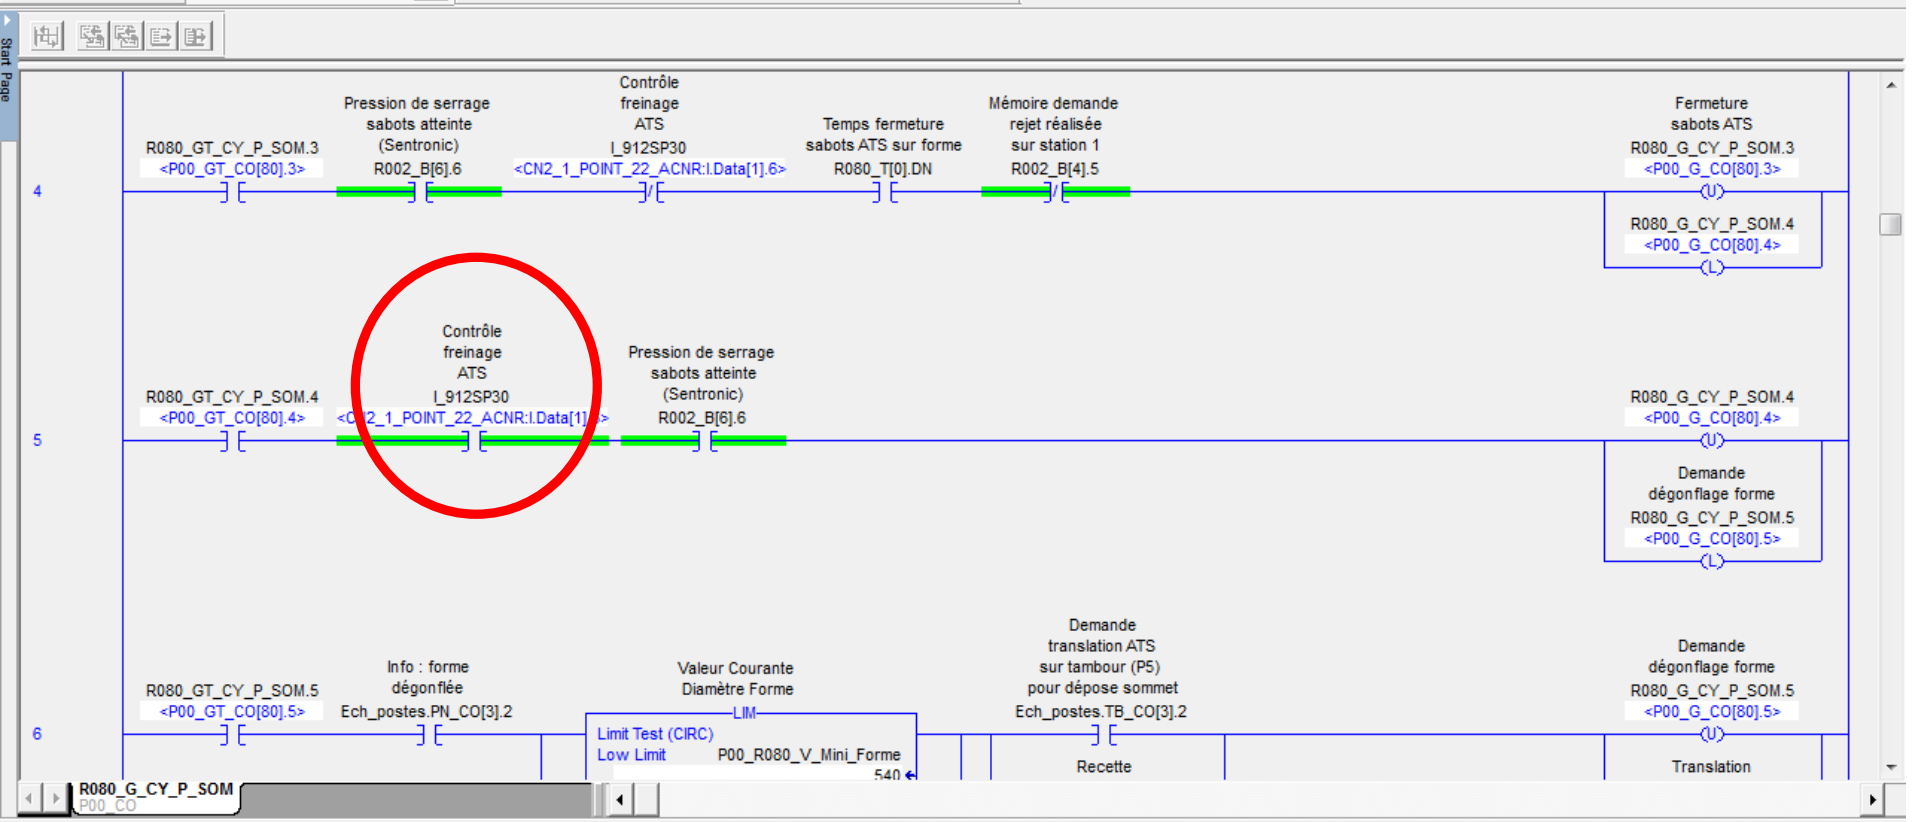 Start Page
Contrôle
freinage
ATS
I_912SP30
<CN2_1_POINT_22_ACNR:I.Data[1].6>
Pression de serrage
sabots atteinte
(Sentronic)
R002_B[6].6
Mémoire demande
rejet réalisée
sur station 1
R002_B[4].5
Fermeture
sabots ATS
R080_G_CY_P_SOM.3
<P00_G_CO[80].3>
Temps fermeture
sabots ATS sur forme
R080_T[0].DN
R080_GT_CY_P_SOM.3
<P00_GT_CO[80].3>
4
(U)
R080_G_CY_P_SOM.4
<P00_G_CO[80].4>
(L)
Contrôle
freinage
ATS
I_912SP30
Pression de serrage
sabots atteinte
(Sentronic)
R002_B[6].6
R080_GT_CY_P_SOM.4
<P00_GT_CO[80].4>
R080_G_CY_P_SOM.4
<P00_G_CO[80].4>
5
(U)
Demande
dégonflage forme
R080_G_CY_P_SOM.5
<P00_G_CO[80].5>
(L)
Demande
translation ATS
sur tambour (P5)
pour dépose sommet
Ech_postes.TB_CO[3].2
Demande
dégonflage forme
R080_G_CY_P_SOM.5
<P00_G_CO[80].5>
Info : forme
dégonflée
Ech_postes.PN_CO[3].2
Valeur Courante
Diamètre Forme
R080_GT_CY_P_SOM.5
<P00_GT_CO[80].5>
6
LIM
Limit Test (CIRC)
Low Limit P00_R080_V_Mini_Forme
540
(U)
Recette
Translation
R080_G_CY_P_SOM
P00_CO